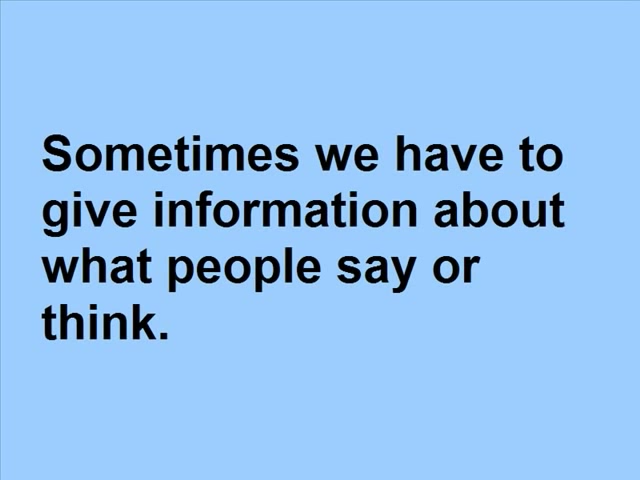 Sometimes we have to
give information about
what people say or
think.